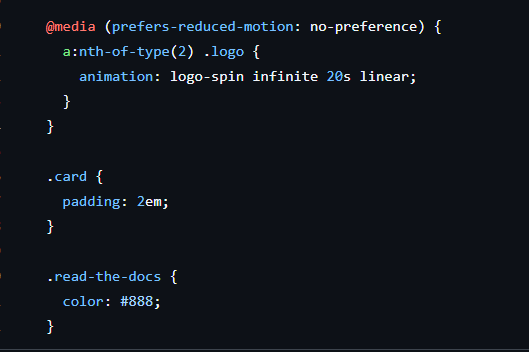 @media (prefers-reduced-motion: no-preference) {
  a:nth-of-type(2) .logo {
    animation: logo-spin infinite 20s linear;
  }
}

.card {
  padding: 2em;
}

.read-the-docs {
  color: #888;
}